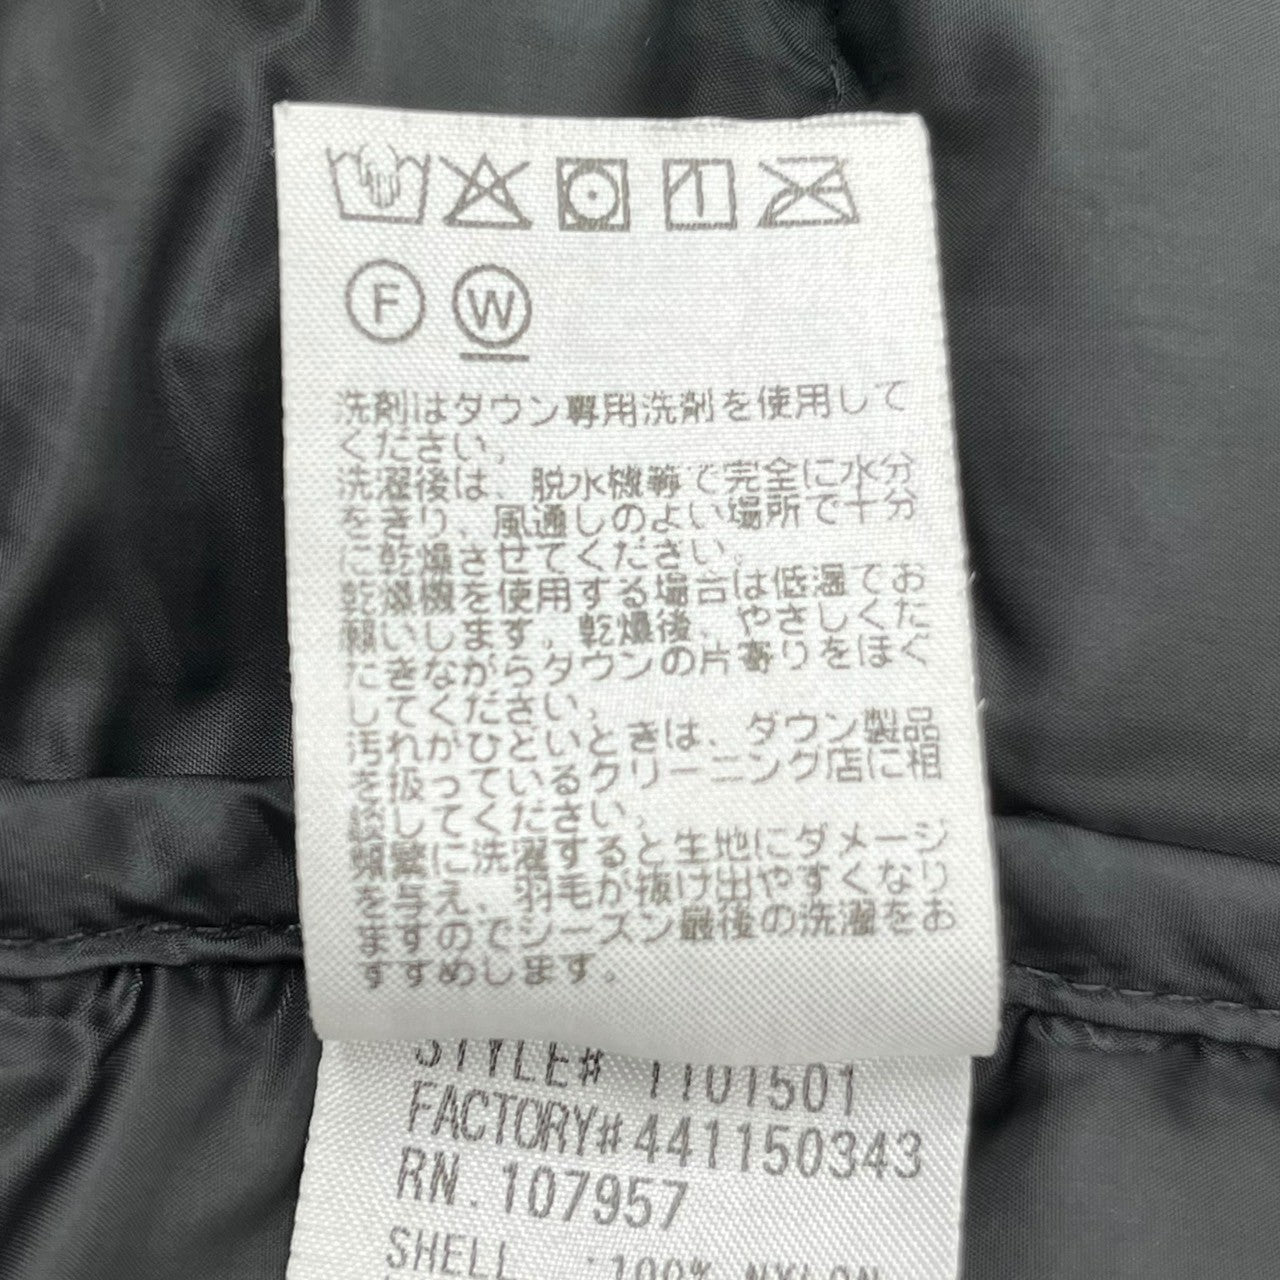 F W
洗剤はダウン専用洗剤を使用して
ください。
洗濯後は、脱水機等で完全に水分
をきり、風通しのよい場所で十分
に乾燥させてください。
乾燥機を使用する場合は低温でお
願いします。乾燥後、やさしくた
たきながらダウンの片寄りをほぐ
してください。
汚れがひどいときは、ダウン製品
を扱っているクリーニング店に相
談してください。
頻繁に洗濯すると生地にダメージ
を与え、羽毛が抜け出やすくなり
ますのでシーズン最後の洗濯をお
すすめします。
STYLE# 1101501
FACTORY#441150343
RN.107957
SHELL :100% NYLON